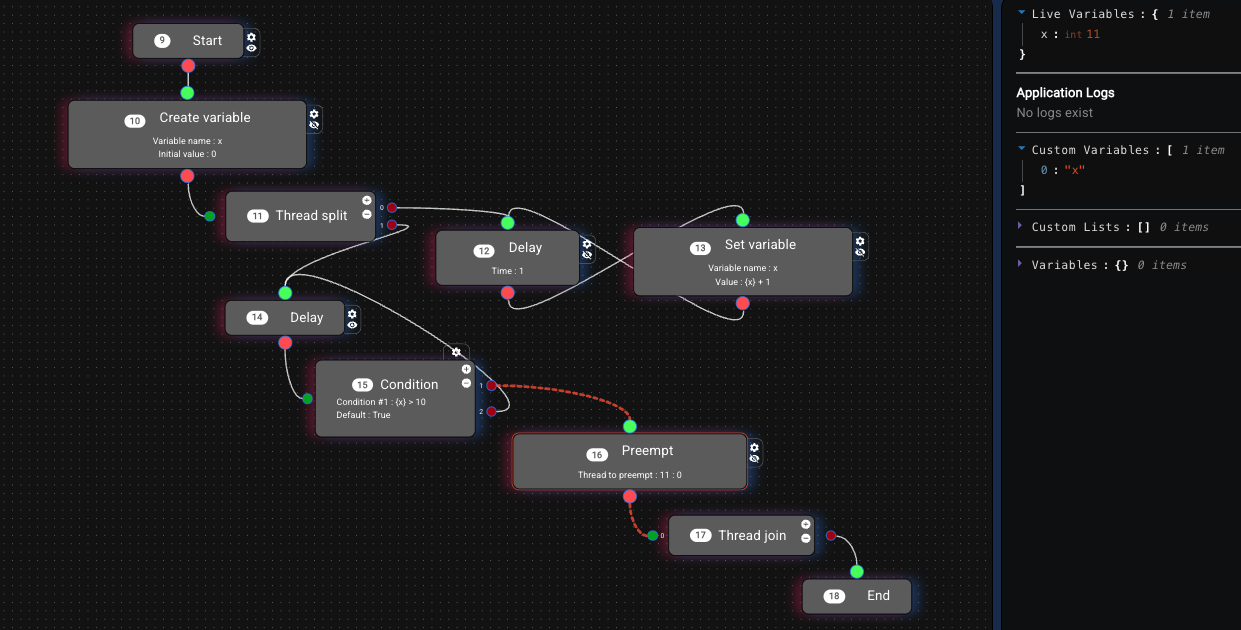 9 Start
10 Create variable
Variable name : x
Initial value : 0
11 Thread split
0
1
12 Delay
Time : 1
13 Set variable
Variable name : x
Value : {x} + 1
14 Delay
15 Condition
Condition #1 : {x} > 10
Default : True
1
2
16 Preempt
Thread to preempt : 11 : 0
0
17 Thread join
18 End
Live Variables : { 1 item
x : int 11
}
Application Logs
No logs exist
Custom Variables : [ 1 item
0 : "x"
]
Custom Lists : [] 0 items
Variables : {} 0 items